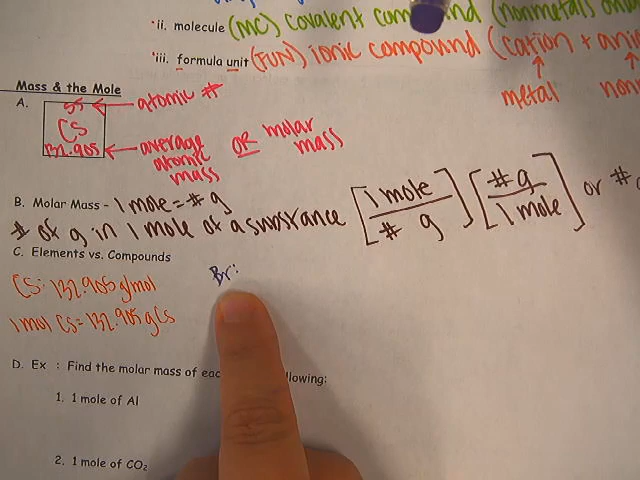 ii. molecule (MC) covalent compound (nonmetals
iii. formula unit (FUN) ionic compound (cation +
metal
Mass & the Mole
A.
55 atomic #
Cs
132.905 average atomic mass OR molar mass
B. Molar Mass - 1 mole = # g
# of g in 1 mole of a substance [1 mole / # g] [# g / 1 mole] or #
C. Elements vs. Compounds
Cs: 132.905 g/mol
Br:
1 mol Cs = 132.905 g Cs
D. Ex : Find the molar mass of eac lowing:
1. 1 mole of Al
2. 1 mole of CO₂